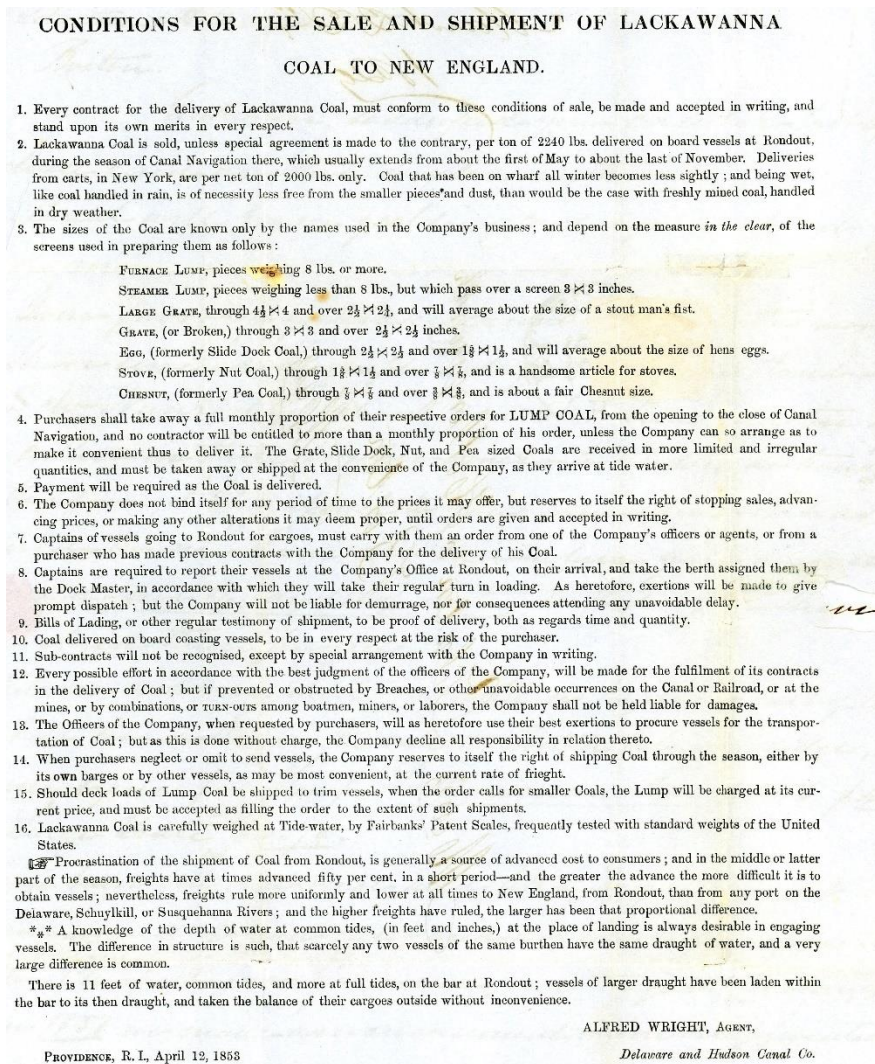 CONDITIONS FOR THE SALE AND SHIPMENT OF LACKAWANNA
COAL TO NEW ENGLAND.
1. Every contract for the delivery of Lackawanna Coal, must conform to these conditions of sale, be made and accepted in writing, and
stand upon its own merits in every respect.
2. Lackawanna Coal is sold, unless special agreement is made to the contrary, per ton of 2240 lbs. delivered on board vessels at Rondout,
during the season of Canal Navigation there, which usually extends from about the first of May to about the last of November. Deliveries
from carts, in New York, are per net ton of 2000 lbs. only. Coal that has been on wharf all winter becomes less sightly; and being wet,
like coal handled in rain, is of necessity less free from the smaller pieces and dust, than would be the case with freshly mined coal, handled
in dry weather.
3. The sizes of the Coal are known only by the names used in the Company's business; and depend on the measure in the clear, of the
screens used in preparing them as follows:
FURNACE LUMP, pieces weighing 8 lbs. or more.
STEAMER LUMP, pieces weighing less than 8 lbs., but which pass over a screen 3 × 3 inches.
LARGE GRATE, through 4½ × 4 and over 2½ × 2¼, and will average about the size of a stout man's fist.
GRATE, (or Broken,) through 3 × 3 and over 2½ × 2½ inches.
EGG, (formerly Slide Dock Coal,) through 2½ × 2½ and over 1⅜ × 1½, and will average about the size of hens eggs.
STOVE, (formerly Nut Coal,) through 1⅜ × 1½ and over ⅞ × ⅞, and is a handsome article for stoves.
CHESNUT, (formerly Pea Coal,) through ⅞ × ⅞ and over ⅜ × ⅜, and is about a fair Chesnut size.
4. Purchasers shall take away a full monthly proportion of their respective orders for LUMP COAL, from the opening to the close of Canal
Navigation, and no contractor will be entitled to more than a monthly proportion of his order, unless the Company can so arrange as to
make it convenient thus to deliver it. The Grate, Slide Dock, Nut, and Pea sized Coals are received in more limited and irregular
quantities, and must be taken away or shipped at the convenience of the Company, as they arrive at tide water.
5. Payment will be required as the Coal is delivered.
6. The Company does not bind itself for any period of time to the prices it may offer, but reserves to itself the right of stopping sales, advan-
cing prices, or making any other alterations it may deem proper, until orders are given and accepted in writing.
7. Captains of vessels going to Rondout for cargoes, must carry with them an order from one of the Company's officers or agents, or from a
purchaser who has made previous contracts with the Company for the delivery of his Coal.
8. Captains are required to report their vessels at the Company's Office at Rondout, on their arrival, and take the berth assigned them by
the Dock Master, in accordance with which they will take their regular turn in loading. As heretofore, exertions will be made to give
prompt dispatch; but the Company will not be liable for demurrage, nor for consequences attending any unavoidable delay.
9. Bills of Lading, or other regular testimony of shipment, to be proof of delivery, both as regards time and quantity.
10. Coal delivered on board coasting vessels, to be in every respect at the risk of the purchaser.
11. Sub-contracts will not be recognised, except by special arrangement with the Company in writing.
12. Every possible effort in accordance with the best judgment of the officers of the Company, will be made for the fulfilment of its contracts
in the delivery of Coal; but if prevented or obstructed by Breaches, or other unavoidable occurrences on the Canal or Railroad, or at the
mines, or by combinations, or TURN-OUTS among boatmen, miners, or laborers, the Company shall not be held liable for damages.
13. The Officers of the Company, when requested by purchasers, will as heretofore use their best exertions to procure vessels for the transpor-
tation of Coal; but as this is done without charge, the Company decline all responsibility in relation thereto.
14. When purchasers neglect or omit to send vessels, the Company reserves to itself the right of shipping Coal through the season, either by
its own barges or by other vessels, as may be most convenient, at the current rate of frieght.
15. Should deck loads of Lump Coal be shipped to trim vessels, when the order calls for smaller Coals, the Lump will be charged at its cur-
rent price, and must be accepted as filling the order to the extent of such shipments.
16. Lackawanna Coal is carefully weighed at Tide-water, by Fairbanks' Patent Scales, frequently tested with standard weights of the United
States.
☞ Procrastination of the shipment of Coal from Rondout, is generally a source of advanced cost to consumers; and in the middle or latter
part of the season, freights have at times advanced fifty per cent, in a short period—and the greater the advance the more difficult it is to
obtain vessels; nevertheless, freights rule more uniformly and lower at all times to New England, from Rondout, than from any port on the
Delaware, Schuylkill, or Susquehanna Rivers; and the higher freights have ruled, the larger has been that proportional difference.
*** A knowledge of the depth of water at common tides, (in feet and inches,) at the place of landing is always desirable in engaging
vessels. The difference in structure is such, that scarcely any two vessels of the same burthen have the same draught of water, and a very
large difference is common.
There is 11 feet of water, common tides, and more at full tides, on the bar at Rondout; vessels of larger draught have been laden within
the bar to its then draught, and taken the balance of their cargoes outside without inconvenience.
ALFRED WRIGHT, AGENT,
PROVIDENCE, R. I., April 12, 1853
Delaware and Hudson Canal Co.